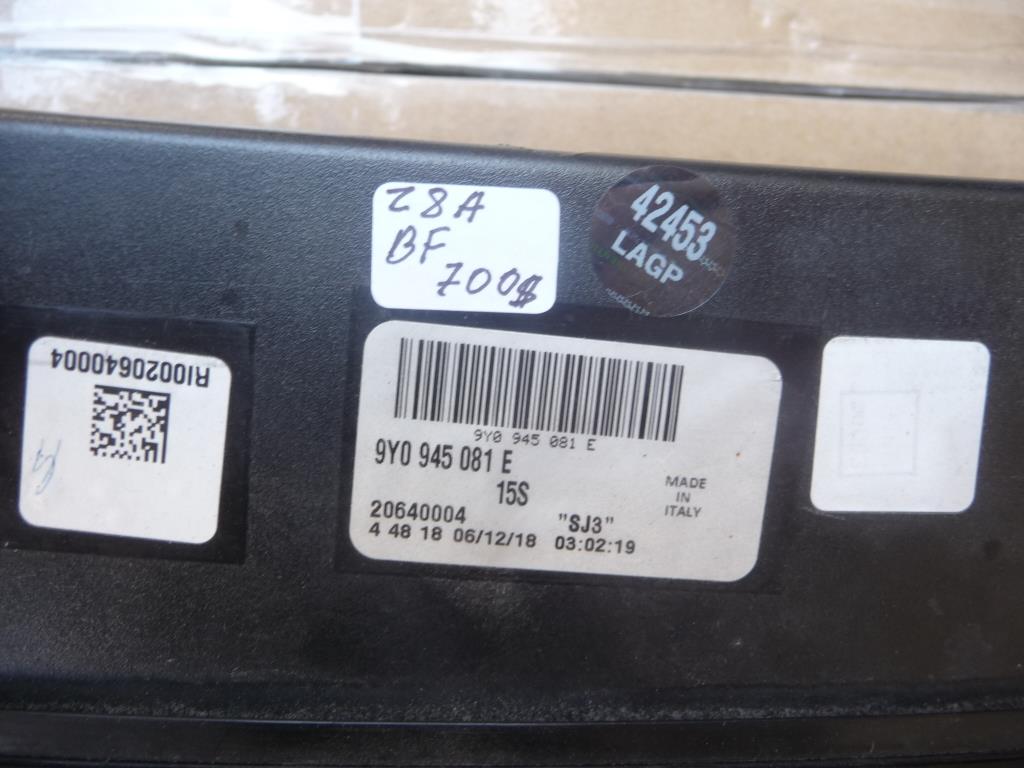 Z8A
BF
700$
42453
LAGP
RI0020640004
9Y0 945 081 E
9Y0 945 081 E
15S
MADE
IN
ITALY
20640004 "SJ3"
4 48 18 06/12/18 03:02:19